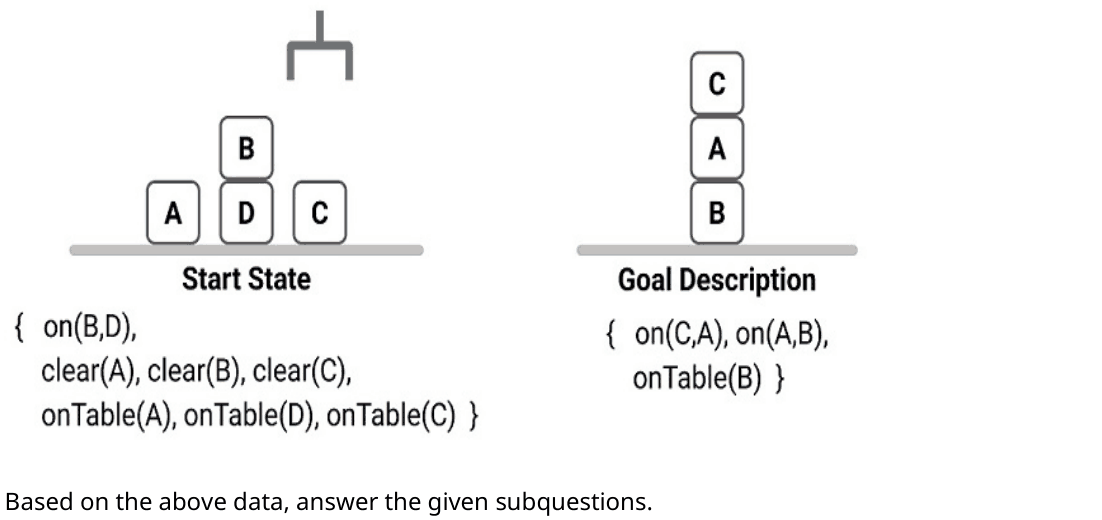 B
A D C
Start State
{ on(B,D),
clear(A), clear(B), clear(C),
onTable(A), onTable(D), onTable(C) }
C
A
B
Goal Description
{ on(C,A), on(A,B),
onTable(B) }
Based on the above data, answer the given subquestions.